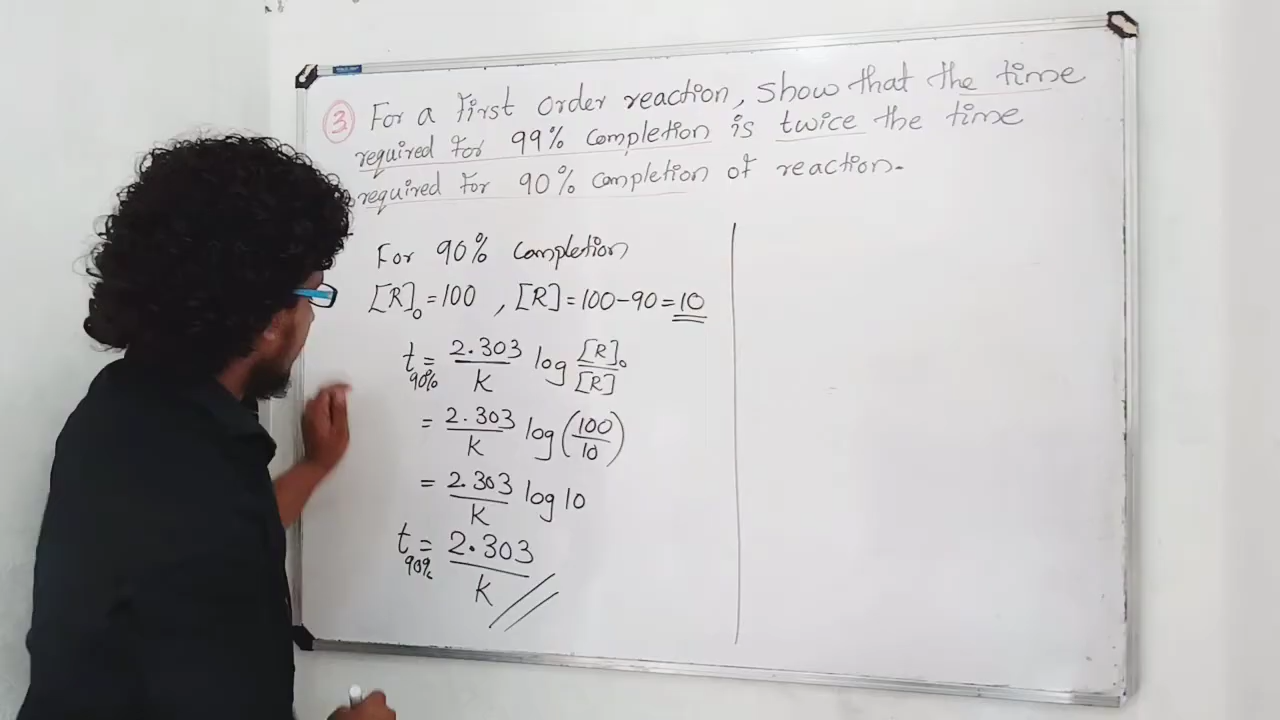 3 For a first order reaction, show that the time
required for 99% completion is twice the time
required for 90% completion of reaction.
For 90% completion
[R]₀ = 100 , [R] = 100-90 = 10
t90% = 2.303/k log [R]₀/[R]
= 2.303/k log (100/10)
= 2.303/k log 10
t90% = 2.303/k